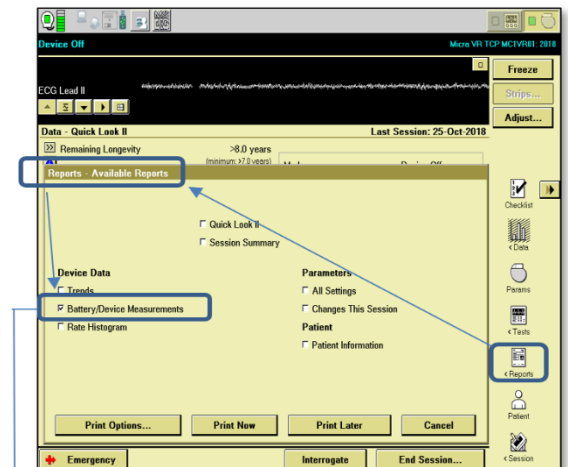 Device Off
Micra VR TCP MC1VR01: 2010
ECG Lead II
Freeze
Strips...
Adjust...
Data - Quick Look II
Last Session: 25-Oct-2018
Remaining Longevity
>8.0 years
(minimum: >7.0 years)
Reports - Available Reports
Quick Look II
Session Summary
Device Data
Parameters
Trends
All Settings
Battery/Device Measurements
Changes This Session
Rate Histogram
Patient
Patient Information
Print Options...
Print Now
Print Later
Cancel
Emergency
Interrogate
End Session...
Checklist
< Data
Params
< Tests
< Reports
Patient
< Session